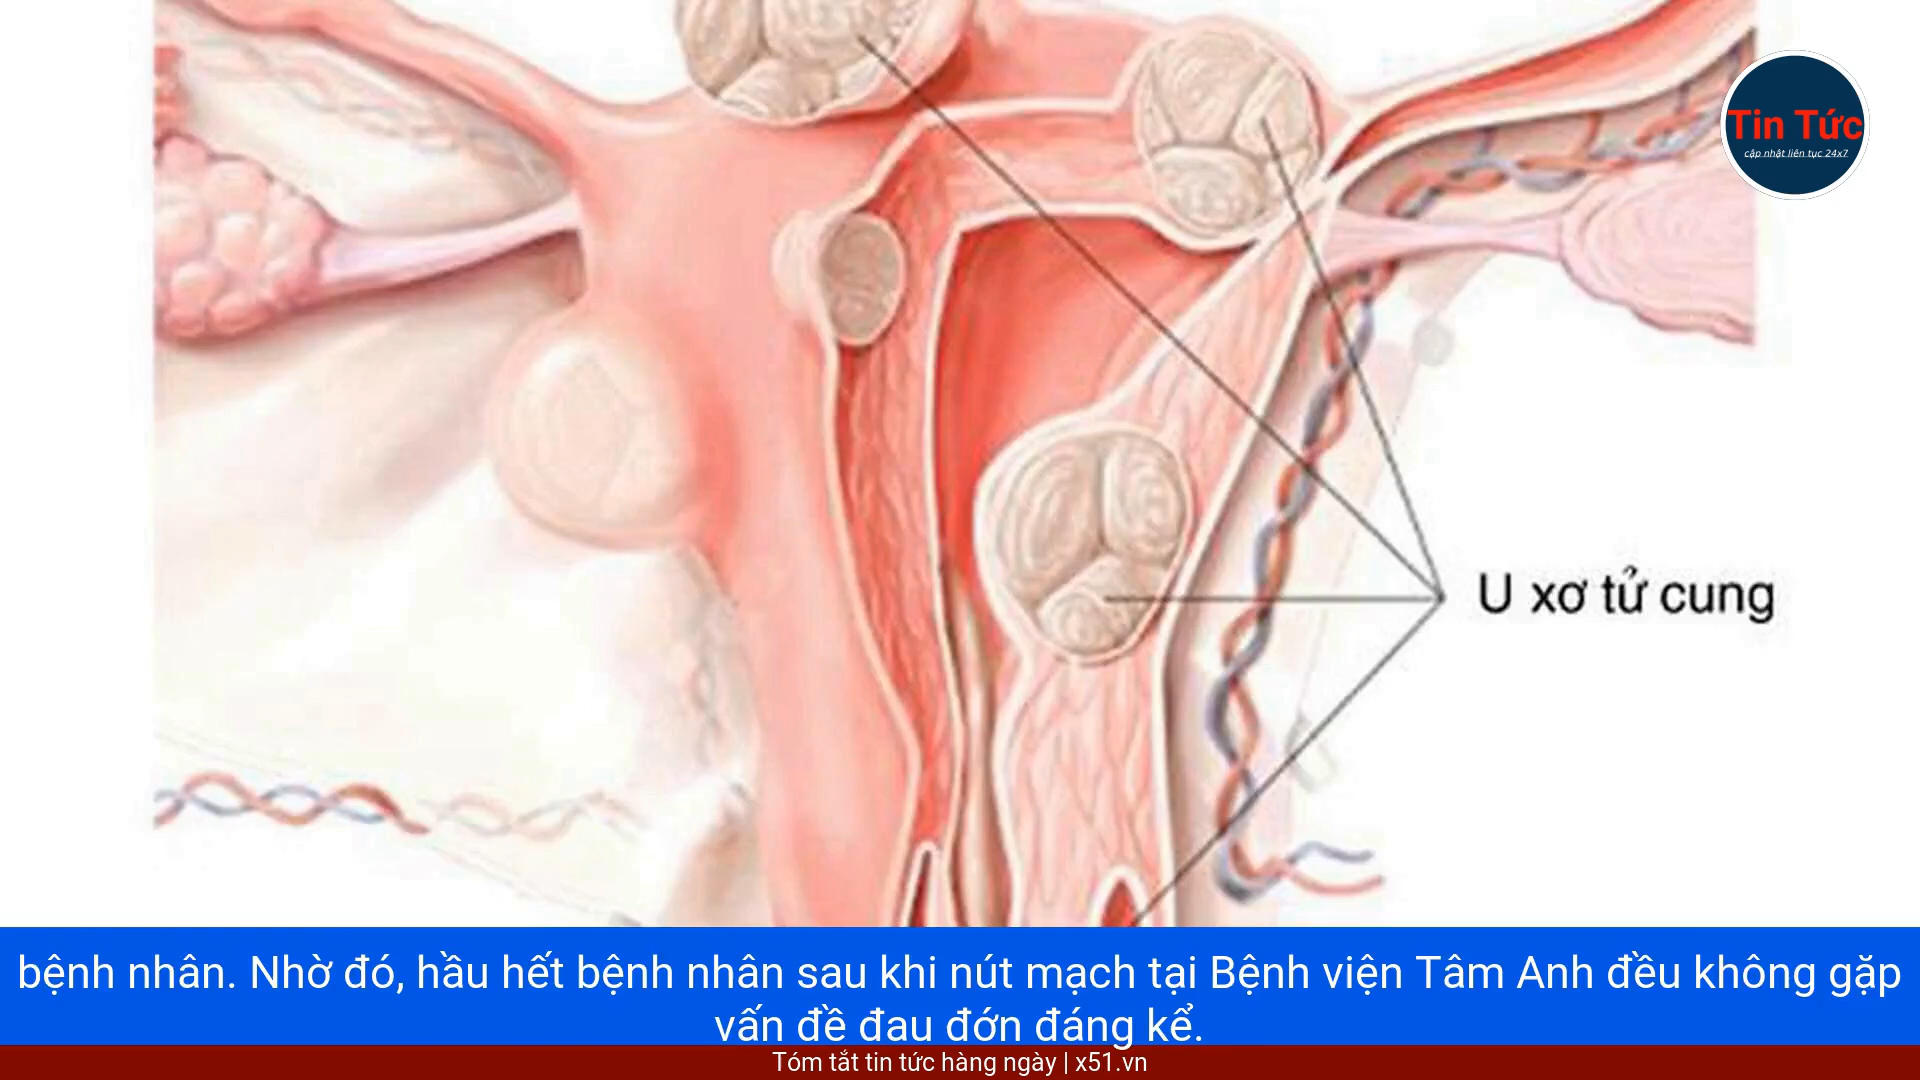 Tin Tức
cập nhật liên tục 24x7
U xơ tử cung
bệnh nhân. Nhờ đó, hầu hết bệnh nhân sau khi nút mạch tại Bệnh viện Tâm Anh đều không gặp
vấn đề đau đớn đáng kể.
Tóm tắt tin tức hàng ngày | x51.vn